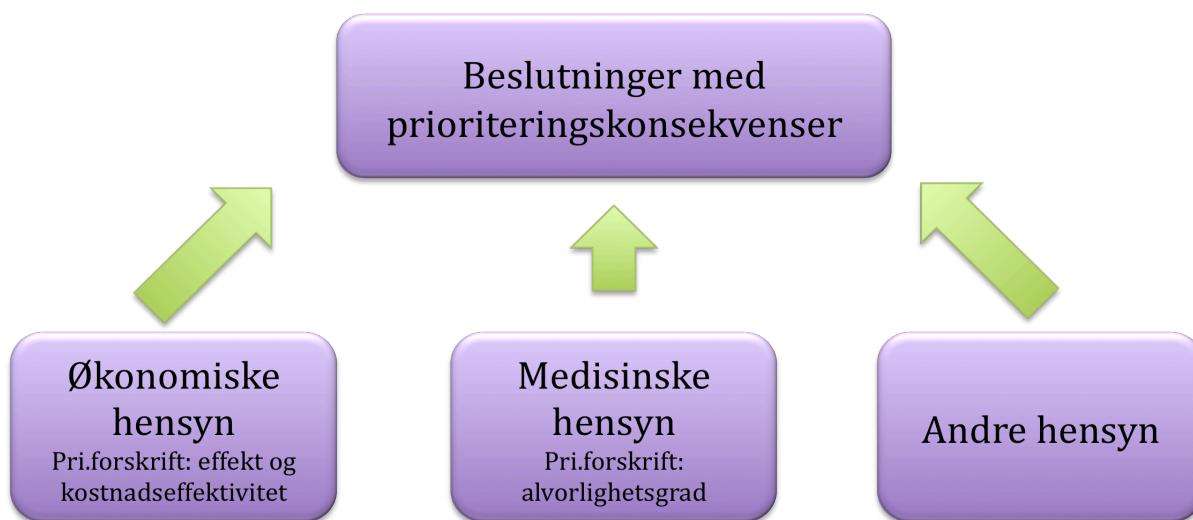 Beslutninger med
prioriteringskonsekvenser
Økonomiske
hensyn
Pri.forskrift: effekt og
kostnadseffektivitet
Medisinske
hensyn
Pri.forskrift:
alvorlighetsgrad
Andre hensyn